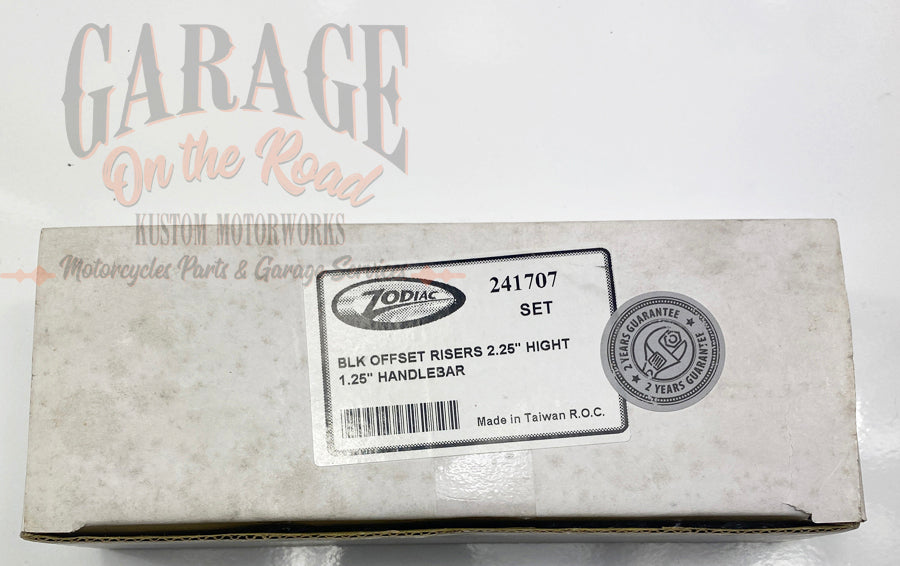 GARAGE
On the Road
KUSTOM MOTORWORKS
Motorcycles Parts & Garage Services
ZODIAC
241707
SET
BLK OFFSET RISERS 2.25" HIGHT
1.25" HANDLEBAR
Made in Taiwan R.O.C.
2 YEARS GUARANTEE
2 YEARS GUARANTEE